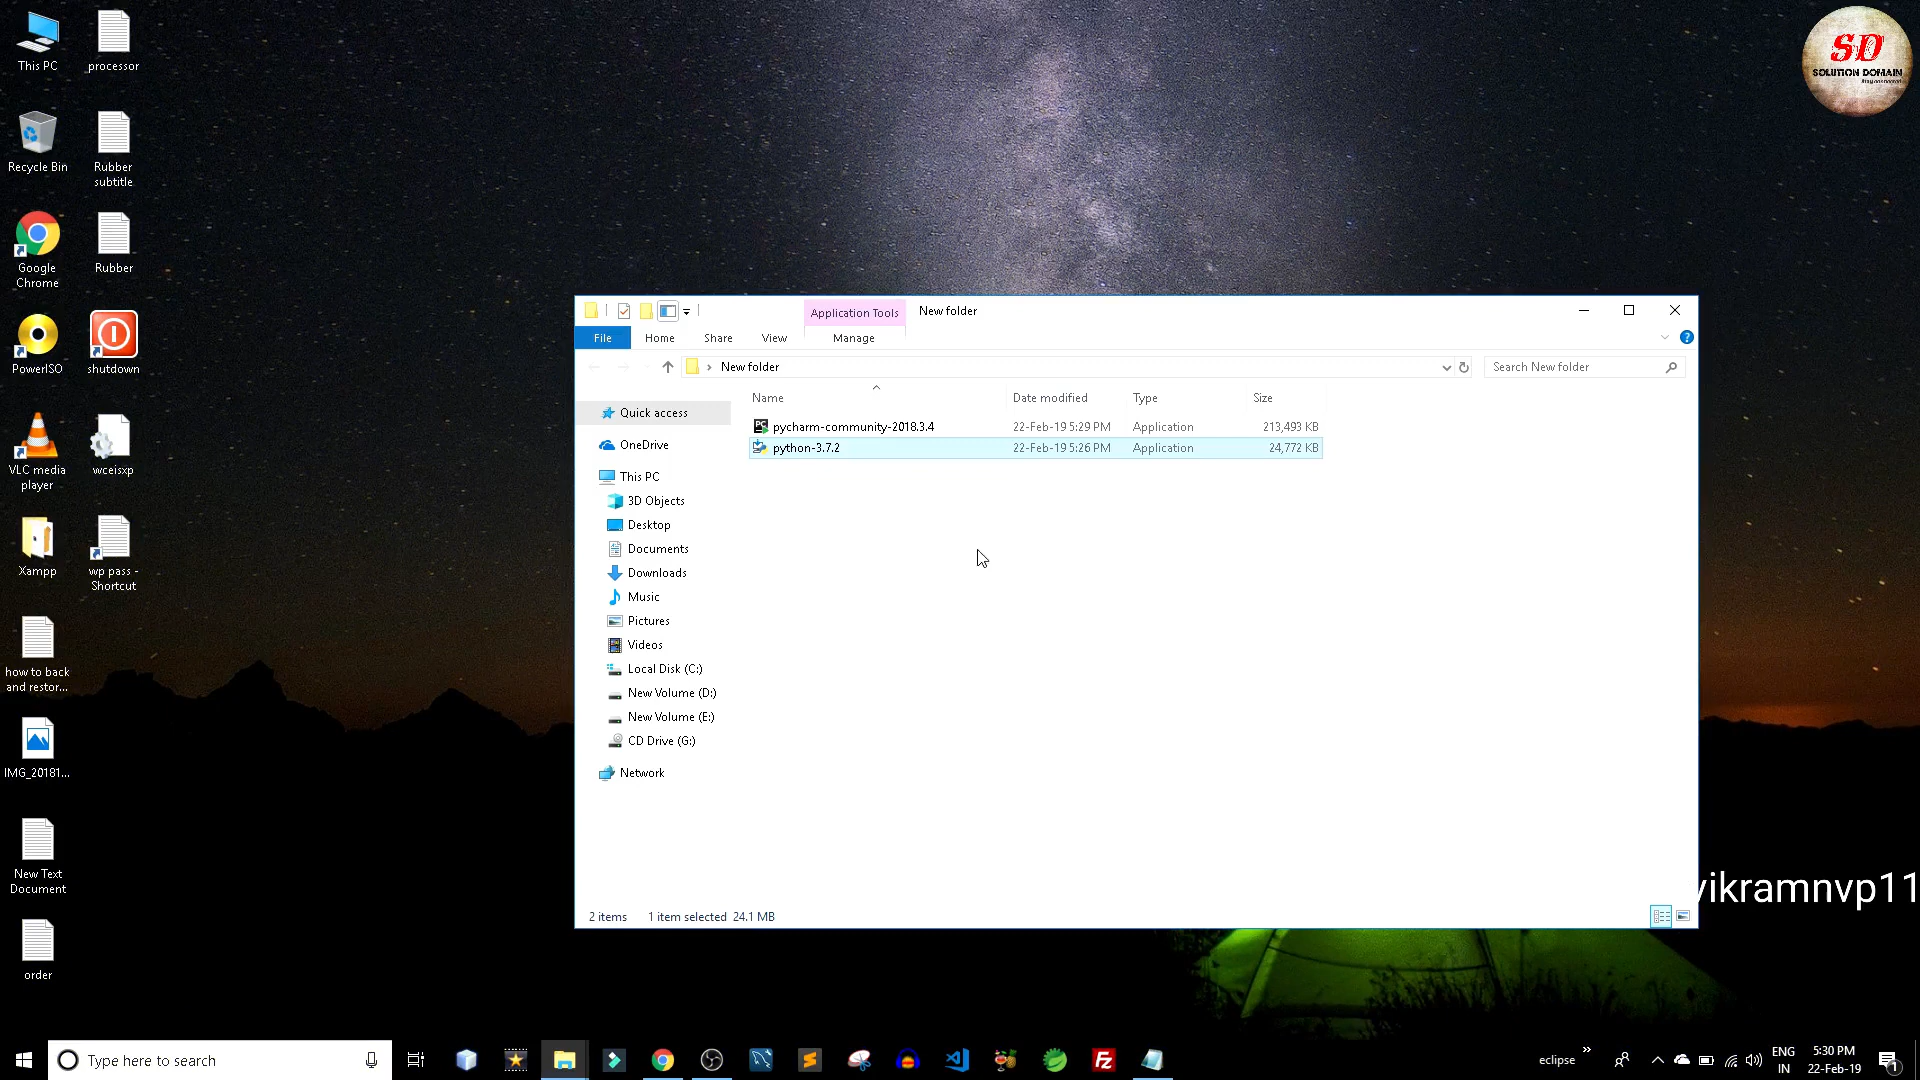 This PC
processor
Recycle Bin
Rubber
subtitle
Google
Chrome
Rubber
PowerISO
shutdown
VLC media
player
wceisxp
Xampp
wp pass -
Shortcut
how to back
and restor...
IMG_20181...
New Text
Document
order
SD
SOLUTION DOMAIN
Application Tools
New folder
File
Home
Share
View
Manage
New folder
Search New folder
Name
Date modified
Type
Size
pycharm-community-2018.3.4
22-Feb-19 5:29 PM
Application
213,493 KB
python-3.7.2
22-Feb-19 5:26 PM
Application
24,772 KB
Quick access
OneDrive
This PC
3D Objects
Desktop
Documents
Downloads
Music
Pictures
Videos
Local Disk (C:)
New Volume (D:)
New Volume (E:)
CD Drive (G:)
Network
2 items
1 item selected 24.1 MB
vikramnvp11
Type here to search
eclipse
ENG
IN
5:30 PM
22-Feb-19
1